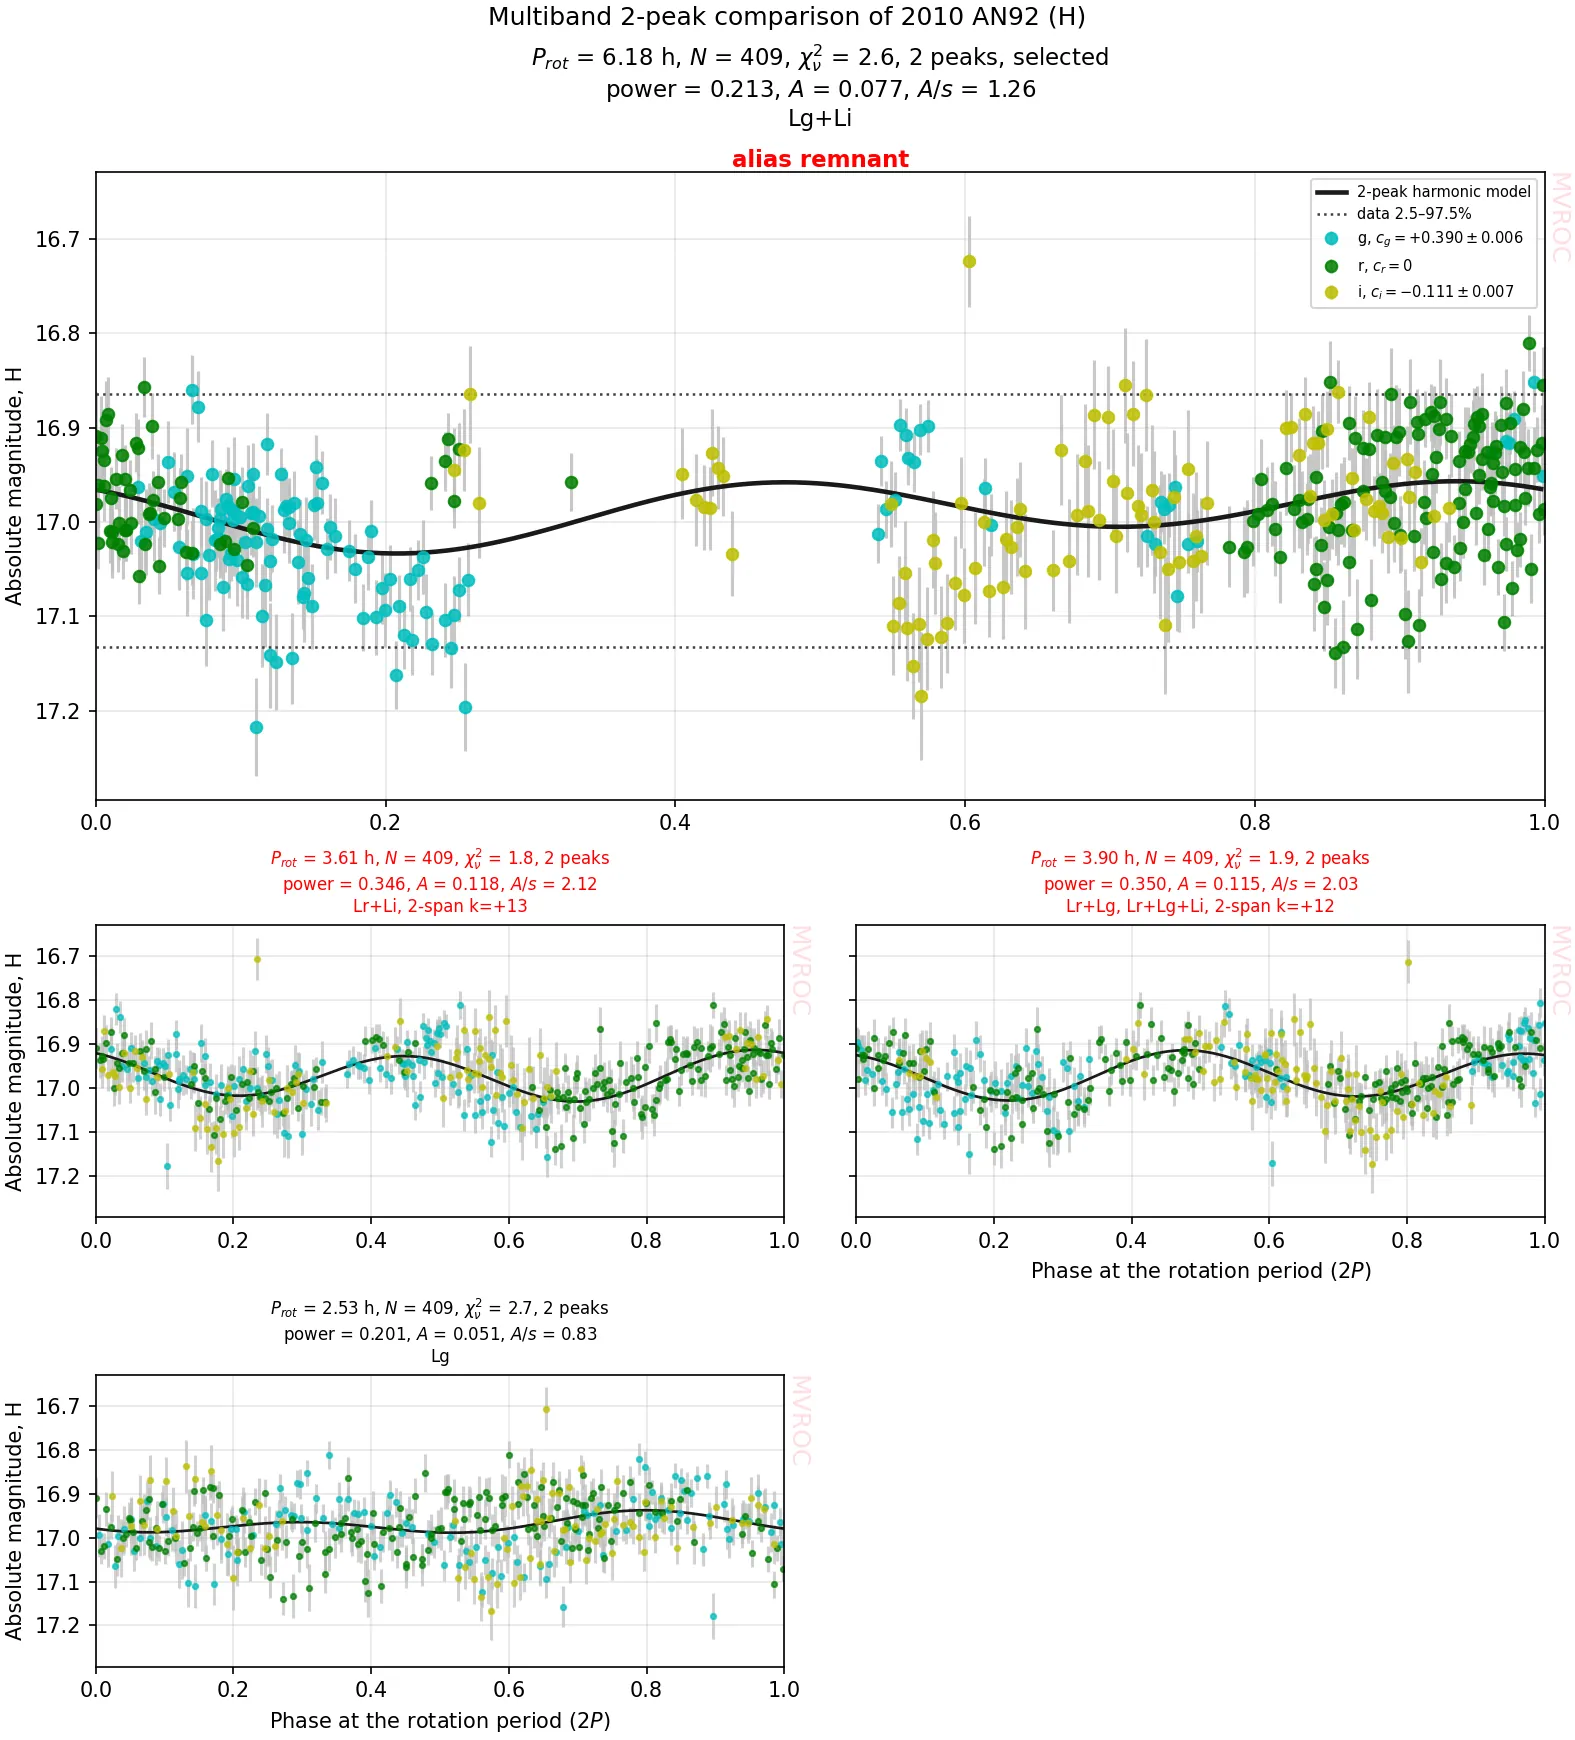 Multiband 2-peak comparison of 2010 AN92 (H)
P_rot = 6.18 h, N = 409, χ²_ν = 2.6, 2 peaks, selected
power = 0.213, A = 0.077, A/s = 1.26
Lg+Li
alias remnant
Absolute magnitude, H
16.7
16.8
16.9
17.0
17.1
17.2
2-peak harmonic model
data 2.5–97.5%
g, c_g = +0.390 ± 0.006
r, c_r = 0
i, c_i = −0.111 ± 0.007
MVROC
0.0 0.2 0.4 0.6 0.8 1.0
P_rot = 3.61 h, N = 409, χ²_ν = 1.8, 2 peaks
power = 0.346, A = 0.118, A/s = 2.12
Lr+Li, 2-span k=+13
Absolute magnitude, H
16.7
16.8
16.9
17.0
17.1
17.2
MVROC
0.0 0.2 0.4 0.6 0.8 1.0
P_rot = 3.90 h, N = 409, χ²_ν = 1.9, 2 peaks
power = 0.350, A = 0.115, A/s = 2.03
Lr+Lg, Lr+Lg+Li, 2-span k=+12
MVROC
0.0 0.2 0.4 0.6 0.8 1.0
Phase at the rotation period (2P)
P_rot = 2.53 h, N = 409, χ²_ν = 2.7, 2 peaks
power = 0.201, A = 0.051, A/s = 0.83
Lg
Absolute magnitude, H
16.7
16.8
16.9
17.0
17.1
17.2
MVROC
0.0 0.2 0.4 0.6 0.8 1.0
Phase at the rotation period (2P)